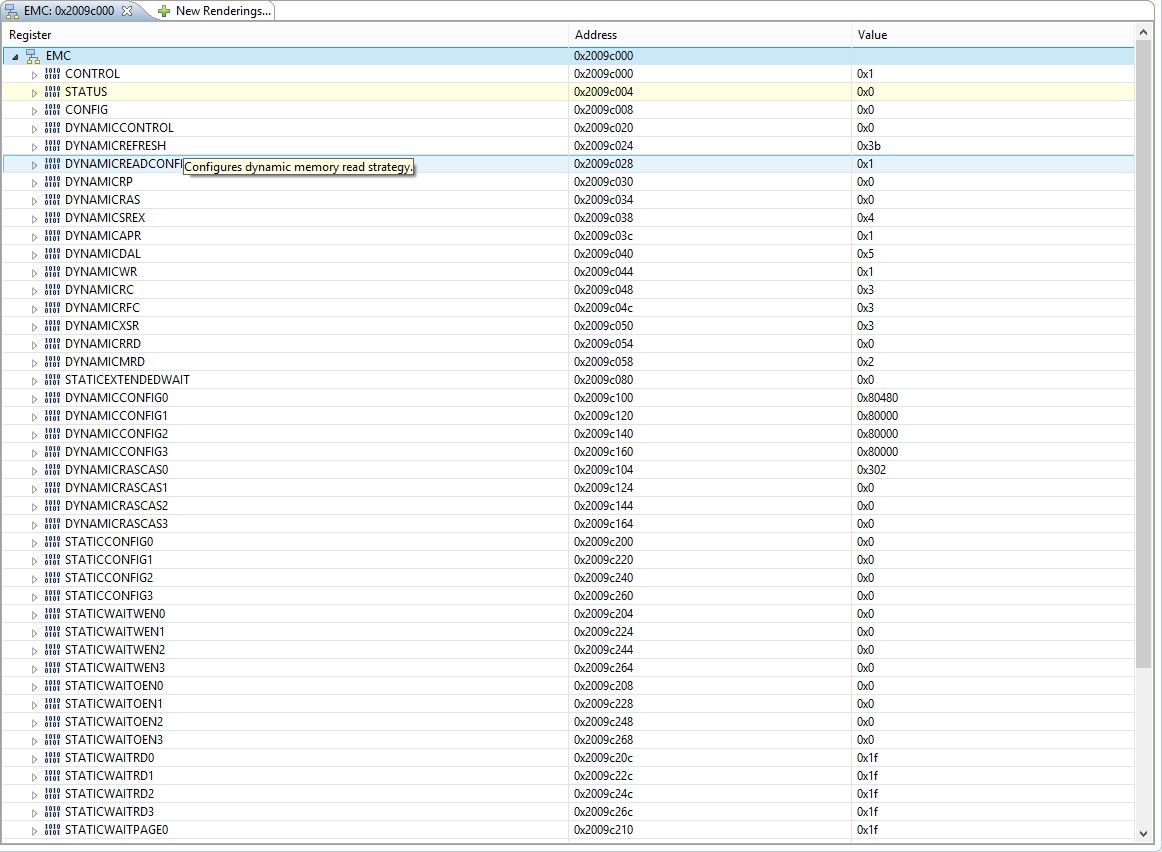 EMC: 0x2009c000 New Renderings...
Register Address Value
EMC 0x2009c000
CONTROL 0x2009c000 0x1
STATUS 0x2009c004 0x0
CONFIG 0x2009c008 0x0
DYNAMICCONTROL 0x2009c020 0x0
DYNAMICREFRESH 0x2009c024 0x3b
DYNAMICREADCONFI Configures dynamic memory read strategy. 0x2009c028 0x1
DYNAMICRP 0x2009c030 0x0
DYNAMICRAS 0x2009c034 0x0
DYNAMICSREX 0x2009c038 0x4
DYNAMICAPR 0x2009c03c 0x1
DYNAMICDAL 0x2009c040 0x5
DYNAMICWR 0x2009c044 0x1
DYNAMICRC 0x2009c048 0x3
DYNAMICRFC 0x2009c04c 0x3
DYNAMICXSR 0x2009c050 0x3
DYNAMICRRD 0x2009c054 0x0
DYNAMICMRD 0x2009c058 0x2
STATICEXTENDEDWAIT 0x2009c080 0x0
DYNAMICCONFIG0 0x2009c100 0x80480
DYNAMICCONFIG1 0x2009c120 0x80000
DYNAMICCONFIG2 0x2009c140 0x80000
DYNAMICCONFIG3 0x2009c160 0x80000
DYNAMICRASCAS0 0x2009c104 0x302
DYNAMICRASCAS1 0x2009c124 0x0
DYNAMICRASCAS2 0x2009c144 0x0
DYNAMICRASCAS3 0x2009c164 0x0
STATICCONFIG0 0x2009c200 0x0
STATICCONFIG1 0x2009c220 0x0
STATICCONFIG2 0x2009c240 0x0
STATICCONFIG3 0x2009c260 0x0
STATICWAITWEN0 0x2009c204 0x0
STATICWAITWEN1 0x2009c224 0x0
STATICWAITWEN2 0x2009c244 0x0
STATICWAITWEN3 0x2009c264 0x0
STATICWAITOEN0 0x2009c208 0x0
STATICWAITOEN1 0x2009c228 0x0
STATICWAITOEN2 0x2009c248 0x0
STATICWAITOEN3 0x2009c268 0x0
STATICWAITRD0 0x2009c20c 0x1f
STATICWAITRD1 0x2009c22c 0x1f
STATICWAITRD2 0x2009c24c 0x1f
STATICWAITRD3 0x2009c26c 0x1f
STATICWAITPAGE0 0x2009c210 0x1f